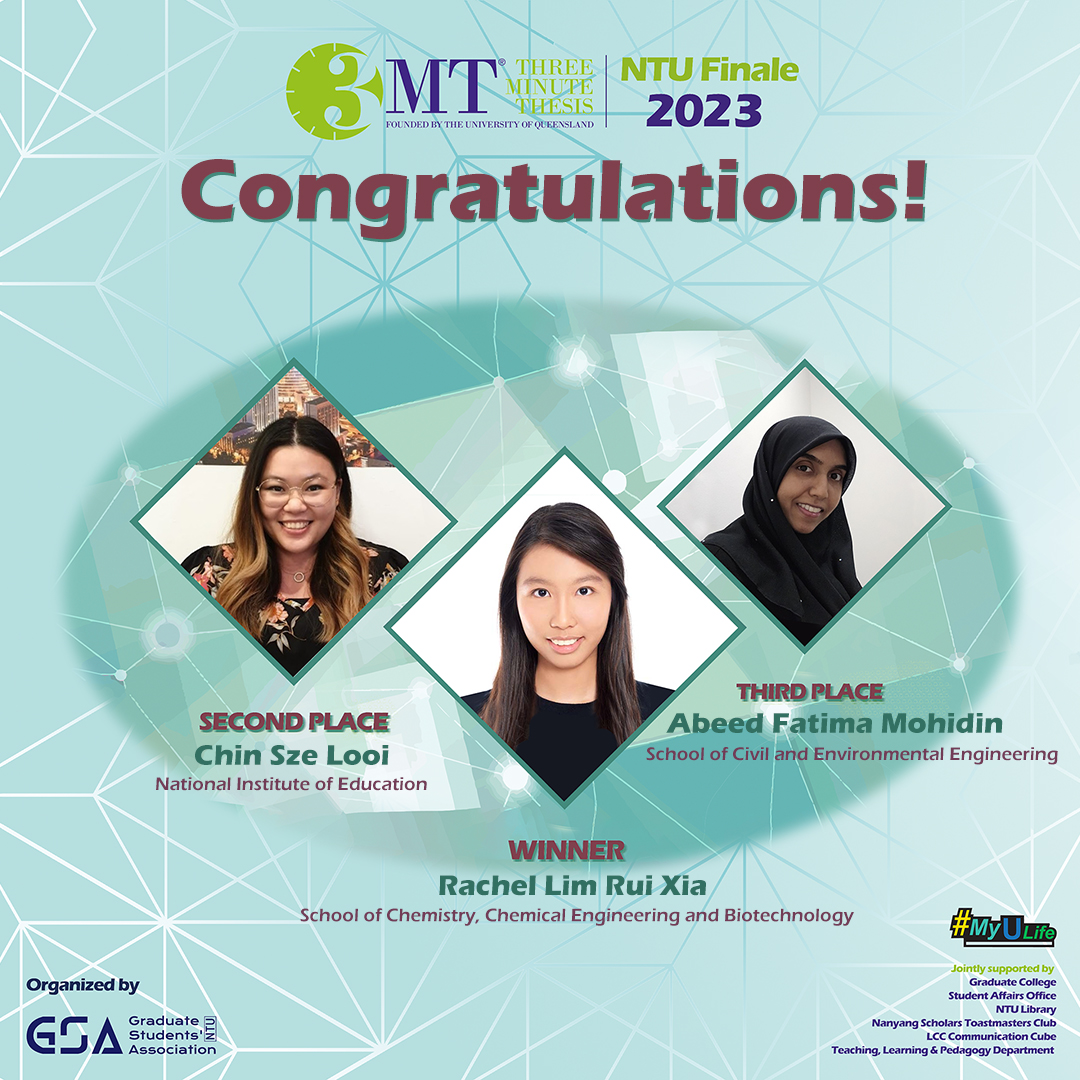 3MT® THREE MINUTE THESIS
FOUNDED BY THE UNIVERSITY OF QUEENSLAND
NTU Finale
2023
Congratulations!
SECOND PLACE
Chin Sze Looi
National Institute of Education
THIRD PLACE
Abeed Fatima Mohidin
School of Civil and Environmental Engineering
WINNER
Rachel Lim Rui Xia
School of Chemistry, Chemical Engineering and Biotechnology
Organized by
GSA Graduate Students' Association NTU
#MyULife
Jointly supported by
Graduate College
Student Affairs Office
NTU Library
Nanyang Scholars Toastmasters Club
LCC Communication Cube
Teaching, Learning & Pedagogy Department